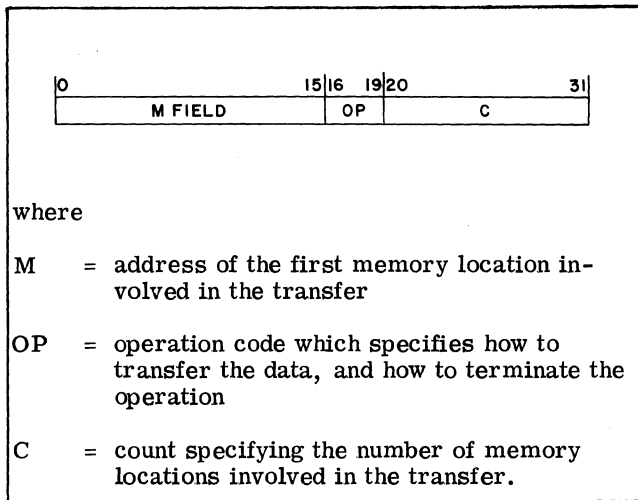 0 15 16 19 20 31
M FIELD OP C
where
M = address of the first memory location in-
volved in the transfer
OP = operation code which specifies how to
transfer the data, and how to terminate the
operation
C = count specifying the number of memory
locations involved in the transfer.